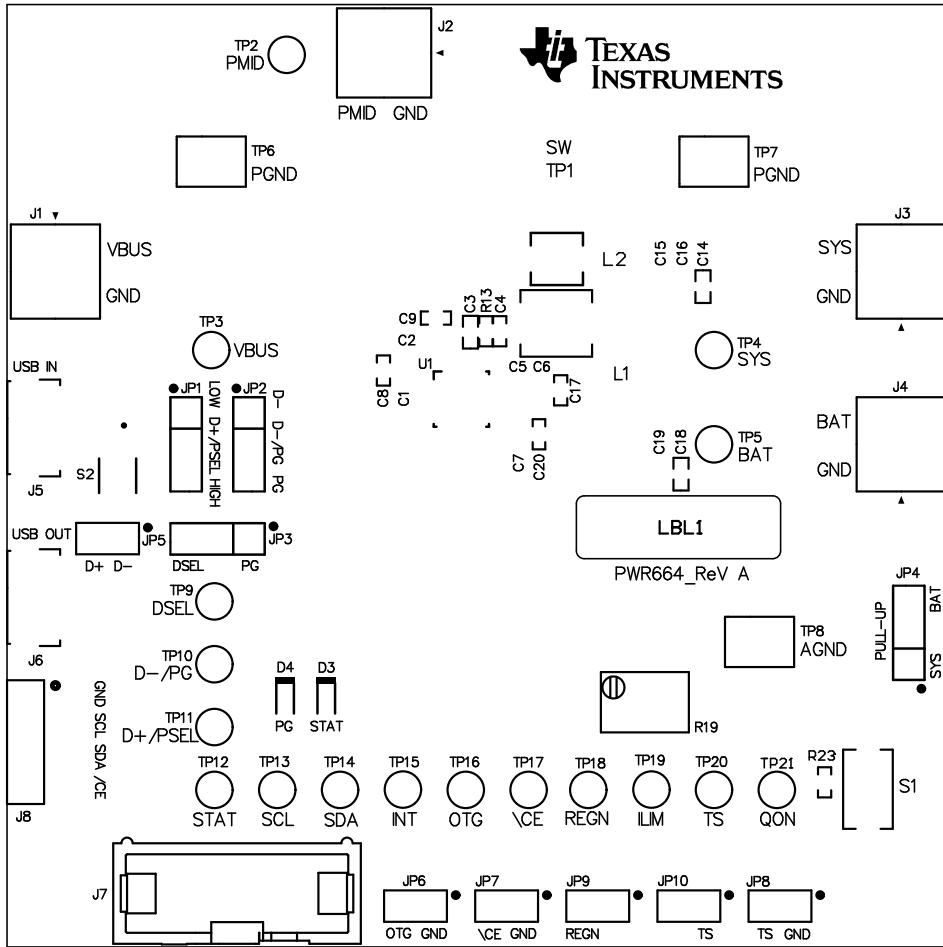 J2
TP2
PMID
PMID GND
TEXAS
INSTRUMENTS
TP6
PGND
SW
TP1
TP7
PGND
J1
VBUS
GND
J3
SYS
GND
L2
C15
C16
C14
C3
R13
C4
C9
C2
TP3
VBUS
U1
C5 C6
L1
TP4
SYS
USB IN
JP1
LOW D+/PSEL HIGH
JP2
D- D-/PG PG
C8
C1
C17
J4
BAT
GND
S2
J5
C7
C20
C19
C18
TP5
BAT
USB OUT
JP5
D+ D-
JP3
DSEL PG
LBL1
PWR664_ReV A
TP9
DSEL
JP4
PULL-UP
BAT
SYS
TP8
AGND
J6
TP10
D-/PG
D4
PG
D3
STAT
GND SCL SDA /CE
TP11
D+/PSEL
R19
J8
TP12
STAT
TP13
SCL
TP14
SDA
TP15
INT
TP16
OTG
TP17
\CE
TP18
REGN
TP19
ILIM
TP20
TS
TP21
QON
R23
S1
J7
JP6
OTG GND
JP7
\CE GND
JP9
REGN
JP10
TS
JP8
TS GND